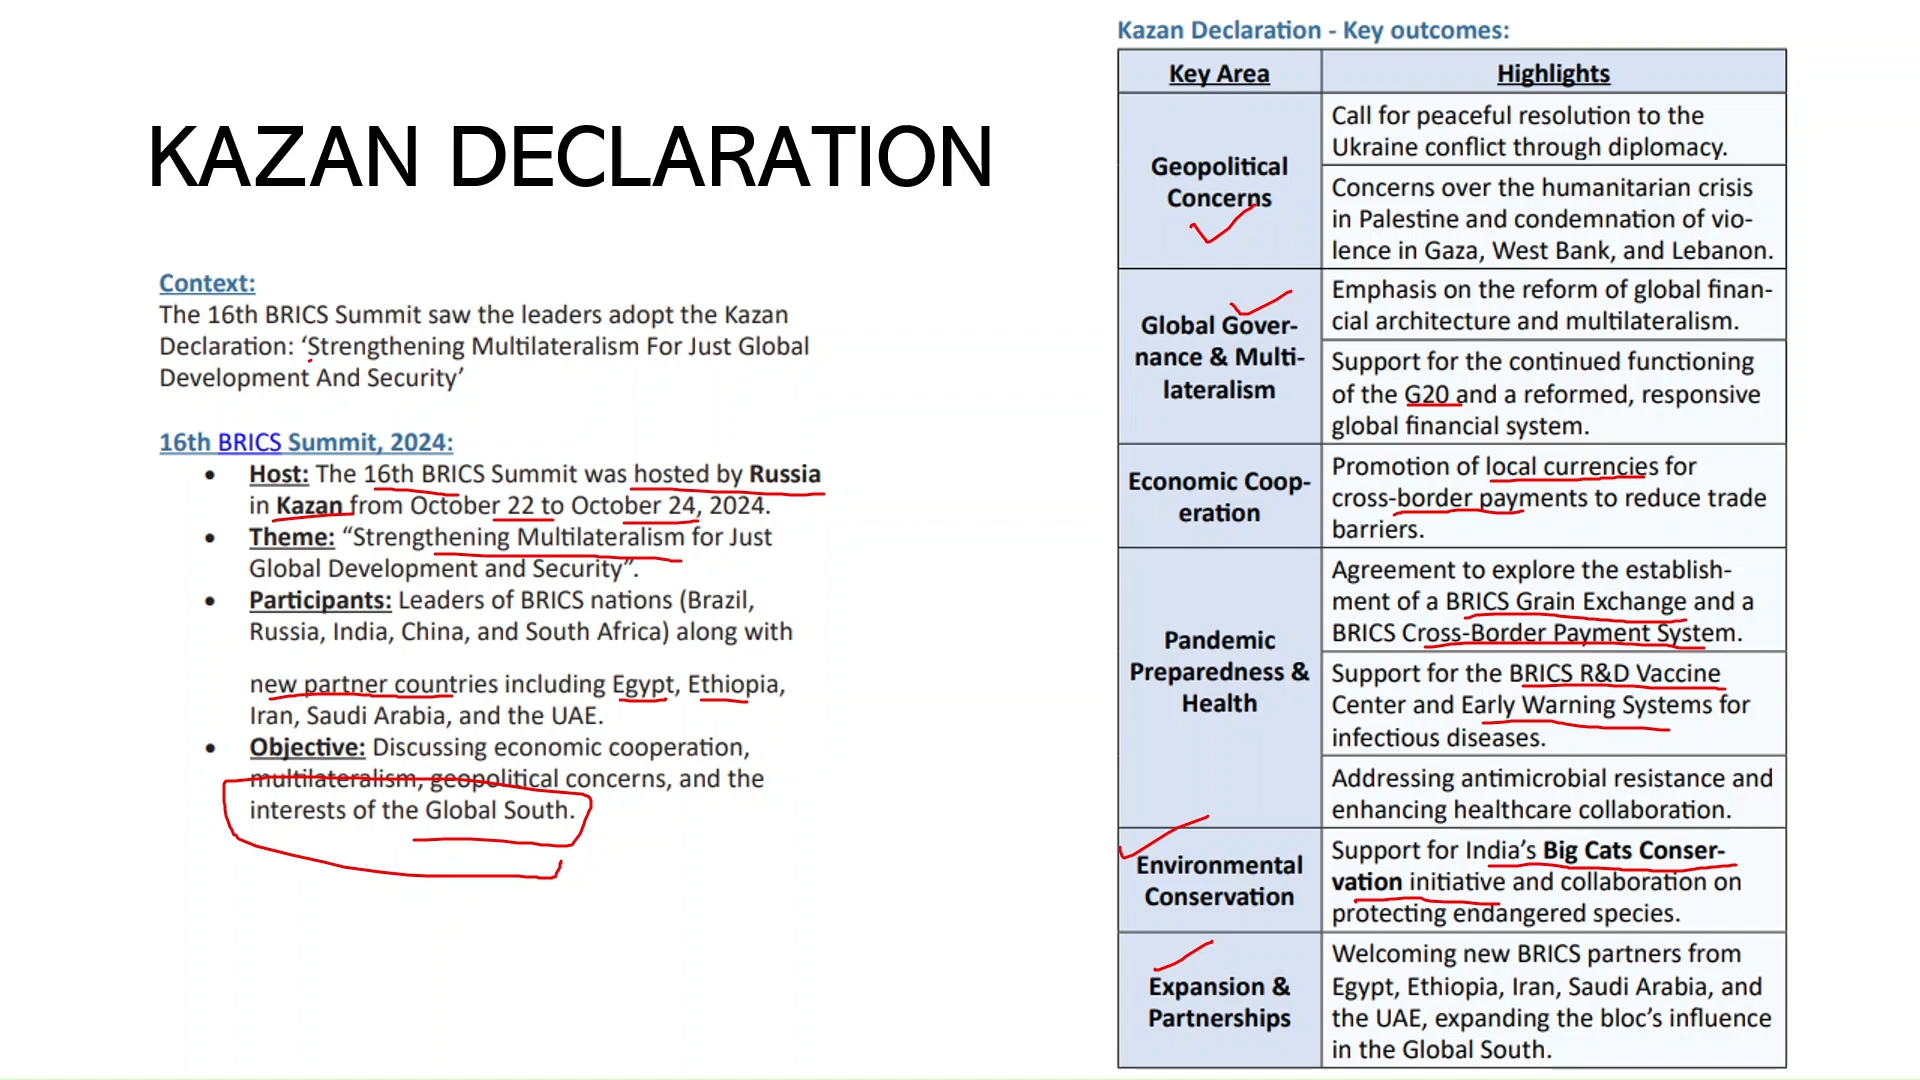 KAZAN DECLARATION
Context:
The 16th BRICS Summit saw the leaders adopt the Kazan
Declaration: ‘Strengthening Multilateralism For Just Global
Development And Security’
16th BRICS Summit, 2024:
• Host: The 16th BRICS Summit was hosted by Russia
in Kazan from October 22 to October 24, 2024.
• Theme: “Strengthening Multilateralism for Just
Global Development and Security”.
• Participants: Leaders of BRICS nations (Brazil,
Russia, India, China, and South Africa) along with
new partner countries including Egypt, Ethiopia,
Iran, Saudi Arabia, and the UAE.
• Objective: Discussing economic cooperation,
multilateralism, geopolitical concerns, and the
interests of the Global South.
Kazan Declaration - Key outcomes:
Key Area
Highlights
Geopolitical
Concerns
Call for peaceful resolution to the
Ukraine conflict through diplomacy.
Concerns over the humanitarian crisis
in Palestine and condemnation of vio-
lence in Gaza, West Bank, and Lebanon.
Global Gover-
nance & Multi-
lateralism
Emphasis on the reform of global finan-
cial architecture and multilateralism.
Support for the continued functioning
of the G20 and a reformed, responsive
global financial system.
Economic Coop-
eration
Promotion of local currencies for
cross-border payments to reduce trade
barriers.
Pandemic
Preparedness &
Health
Agreement to explore the establish-
ment of a BRICS Grain Exchange and a
BRICS Cross-Border Payment System.
Support for the BRICS R&D Vaccine
Center and Early Warning Systems for
infectious diseases.
Addressing antimicrobial resistance and
enhancing healthcare collaboration.
Environmental
Conservation
Support for India’s Big Cats Conser-
vation initiative and collaboration on
protecting endangered species.
Expansion &
Partnerships
Welcoming new BRICS partners from
Egypt, Ethiopia, Iran, Saudi Arabia, and
the UAE, expanding the bloc’s influence
in the Global South.